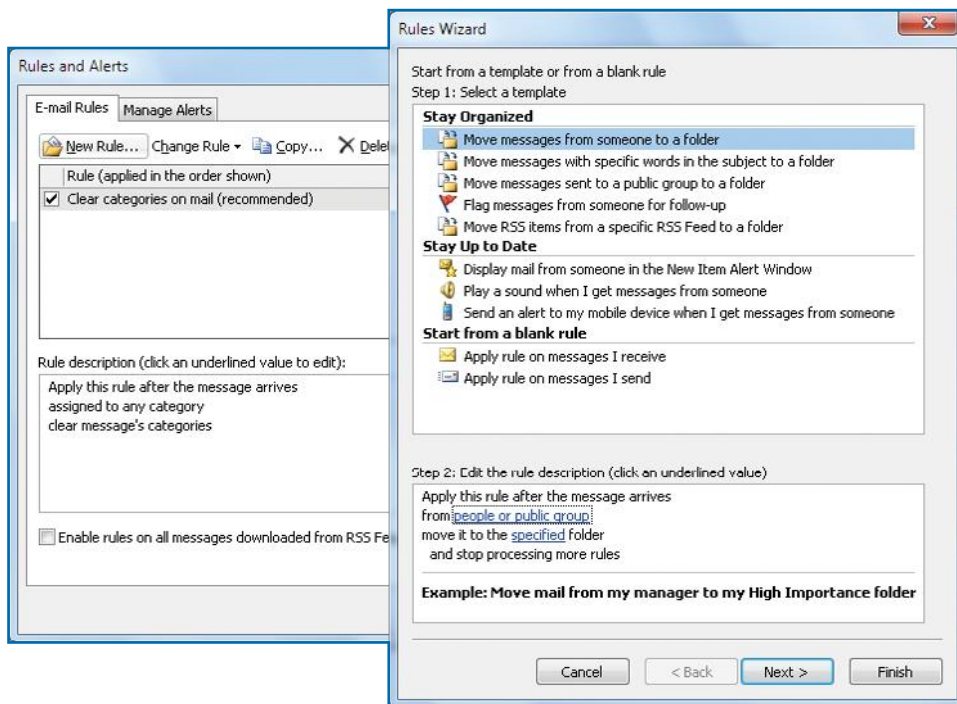 Rules and Alerts
E-mail Rules
Manage Alerts
New Rule... Change Rule Copy...
Rule (applied in the order shown)
Clear categories on mail (recommended)
Rule description (click an underlined value to edit):
Apply this rule after the message arrives
assigned to any category
clear message's categories
Enable rules on all messages downloaded from RSS
Rules Wizard
Start from a template or from a blank rule
Step 1: Select a template
Stay Organized
Move messages from someone to a folder
Move messages with specific words in the subject to a folder
Move messages sent to a public group to a folder
Flag messages from someone for follow-up
Move RSS items from a specific RSS Feed to a folder
Stay Up to Date
Display mail from someone in the New Item Alert Window
Play a sound when I get messages from someone
Send an alert to my mobile device when I get messages from someone
Start from a blank rule
Apply rule on messages I receive
Apply rule on messages I send
Step 2: Edit the rule description (click an underlined value)
Apply this rule after the message arrives
from people or public group
move it to the specified folder
and stop processing more rules
Example: Move mail from my manager to my High Importance folder
Cancel
< Back
Next >
Finish